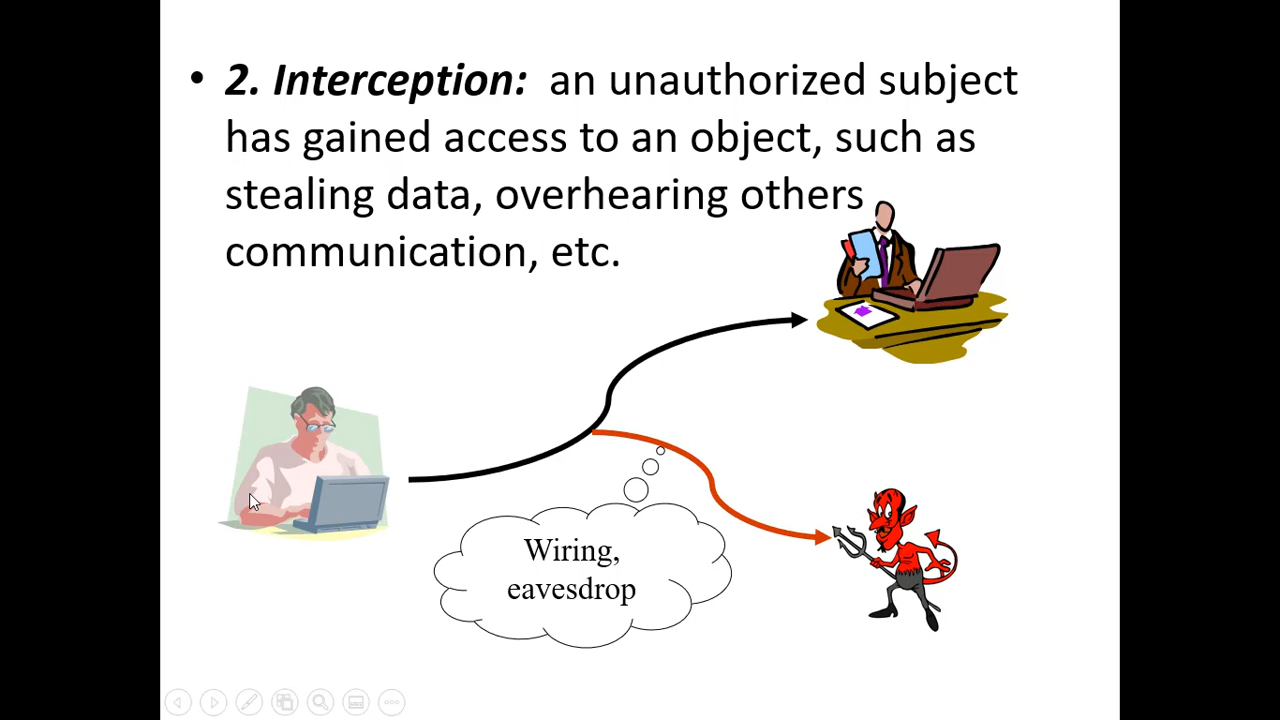 • 2. Interception: an unauthorized subject
has gained access to an object, such as
stealing data, overhearing others
communication, etc.
Wiring,
eavesdrop